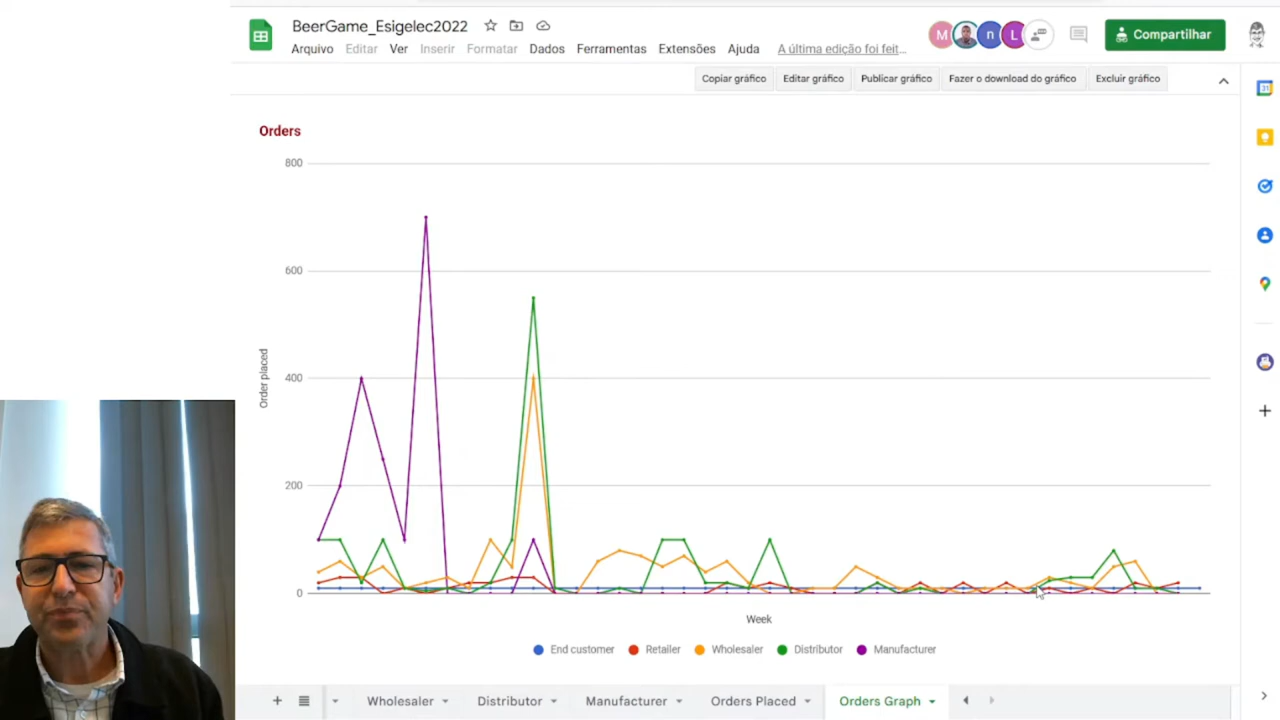 BeerGame_Esigelec2022
Arquivo Editar Ver Inserir Formatar Dados Ferramentas Extensões Ajuda A última edição foi feit...
M n L
Compartilhar
Copiar gráfico Editar gráfico Publicar gráfico Fazer o download do gráfico Excluir gráfico
31
Orders
800
600
400
200
0
Order placed
Week
End customer Retailer Wholesaler Distributor Manufacturer
+ Wholesaler Distributor Manufacturer Orders Placed Orders Graph